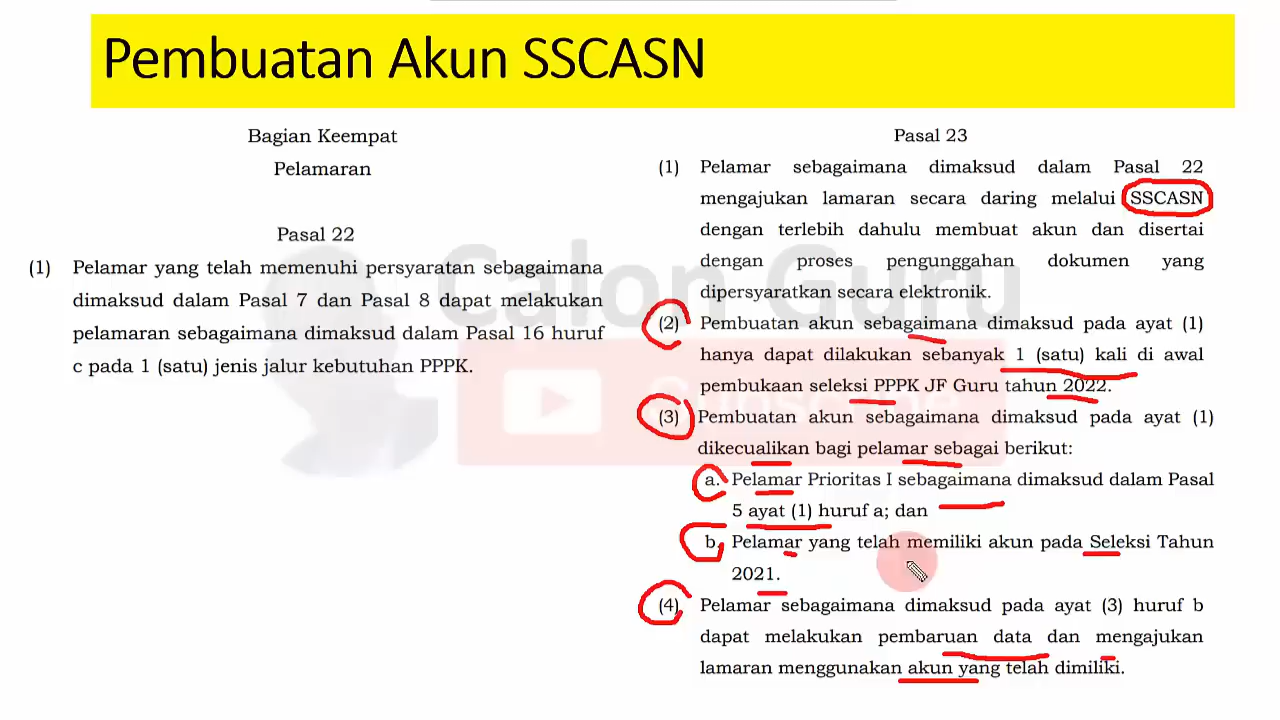 Pembuatan Akun SSCASN
Bagian Keempat
Pelamaran
Pasal 22
(1) Pelamar yang telah memenuhi persyaratan sebagaimana
dimaksud dalam Pasal 7 dan Pasal 8 dapat melakukan
pelamaran sebagaimana dimaksud dalam Pasal 16 huruf
c pada 1 (satu) jenis jalur kebutuhan PPPK.
Pasal 23
(1) Pelamar sebagaimana dimaksud dalam Pasal 22
mengajukan lamaran secara daring melalui SSCASN
dengan terlebih dahulu membuat akun dan disertai
dengan proses pengunggahan dokumen yang
dipersyaratkan secara elektronik.
(2) Pembuatan akun sebagaimana dimaksud pada ayat (1)
hanya dapat dilakukan sebanyak 1 (satu) kali di awal
pembukaan seleksi PPPK JF Guru tahun 2022.
(3) Pembuatan akun sebagaimana dimaksud pada ayat (1)
dikecualikan bagi pelamar sebagai berikut:
a. Pelamar Prioritas I sebagaimana dimaksud dalam Pasal
5 ayat (1) huruf a; dan
b. Pelamar yang telah memiliki akun pada Seleksi Tahun
2021.
(4) Pelamar sebagaimana dimaksud pada ayat (3) huruf b
dapat melakukan pembaruan data dan mengajukan
lamaran menggunakan akun yang telah dimiliki.
Calon Guru
Subscribe